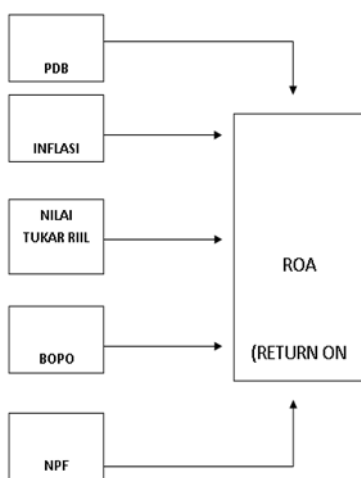 PDB
INFLASI
NILAI
TUKAR RIIL
BOPO
NPF
ROA
(RETURN ON